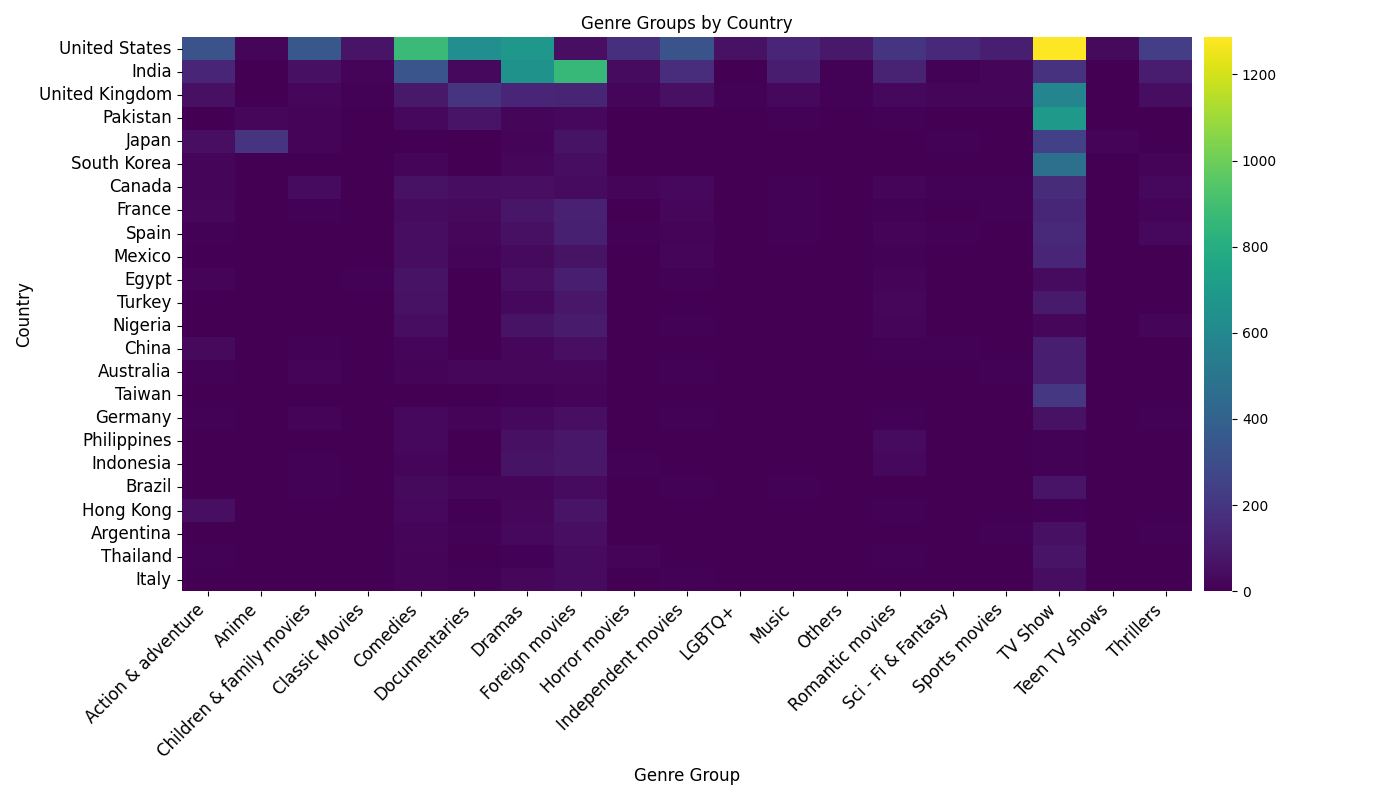 Genre Groups by Country
United States
India
United Kingdom
Pakistan
Japan
South Korea
Canada
France
Spain
Mexico
Egypt
Turkey
Nigeria
China
Australia
Taiwan
Germany
Philippines
Indonesia
Brazil
Hong Kong
Argentina
Thailand
Italy
Country
Action & adventure
Anime
Children & family movies
Classic Movies
Comedies
Documentaries
Dramas
Foreign movies
Horror movies
Independent movies
LGBTQ+
Music
Others
Romantic movies
Sci - Fi & Fantasy
Sports movies
TV Show
Teen TV shows
Thrillers
Genre Group
1200
1000
800
600
400
200
0